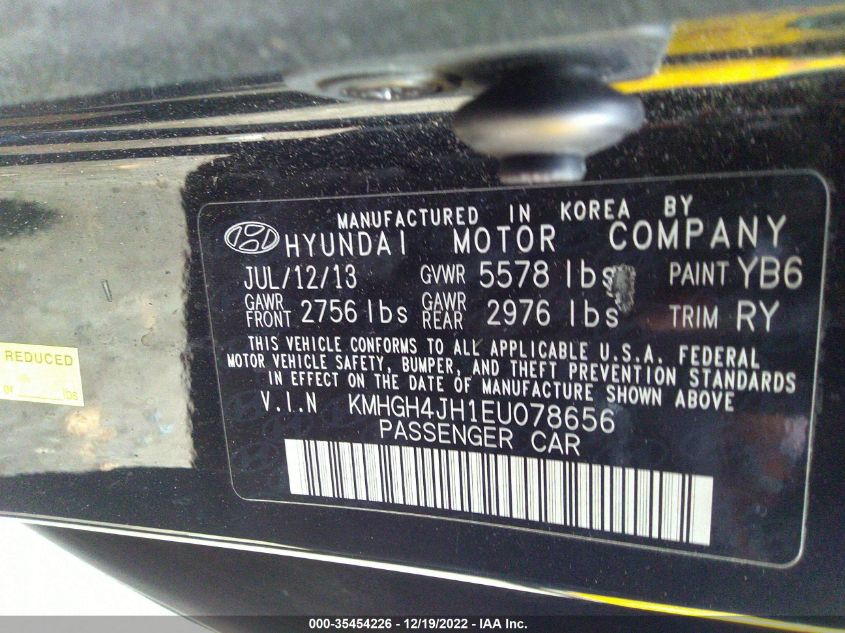 MANUFACTURED IN KOREA BY
HYUNDAI MOTOR COMPANY
JUL/12/13 GVWR 5578 lbs PAINT YB6
GAWR FRONT 2756 lbs GAWR REAR 2976 lbs TRIM RY
THIS VEHICLE CONFORMS TO ALL APPLICABLE U.S.A. FEDERAL
MOTOR VEHICLE SAFETY, BUMPER, AND THEFT PREVENTION STANDARDS
IN EFFECT ON THE DATE OF MANUFACTURE SHOWN ABOVE
V.I.N KMHGH4JH1EU078656
PASSENGER CAR
REDUCED
lbs
000-35454226 - 12/19/2022 - IAA Inc.